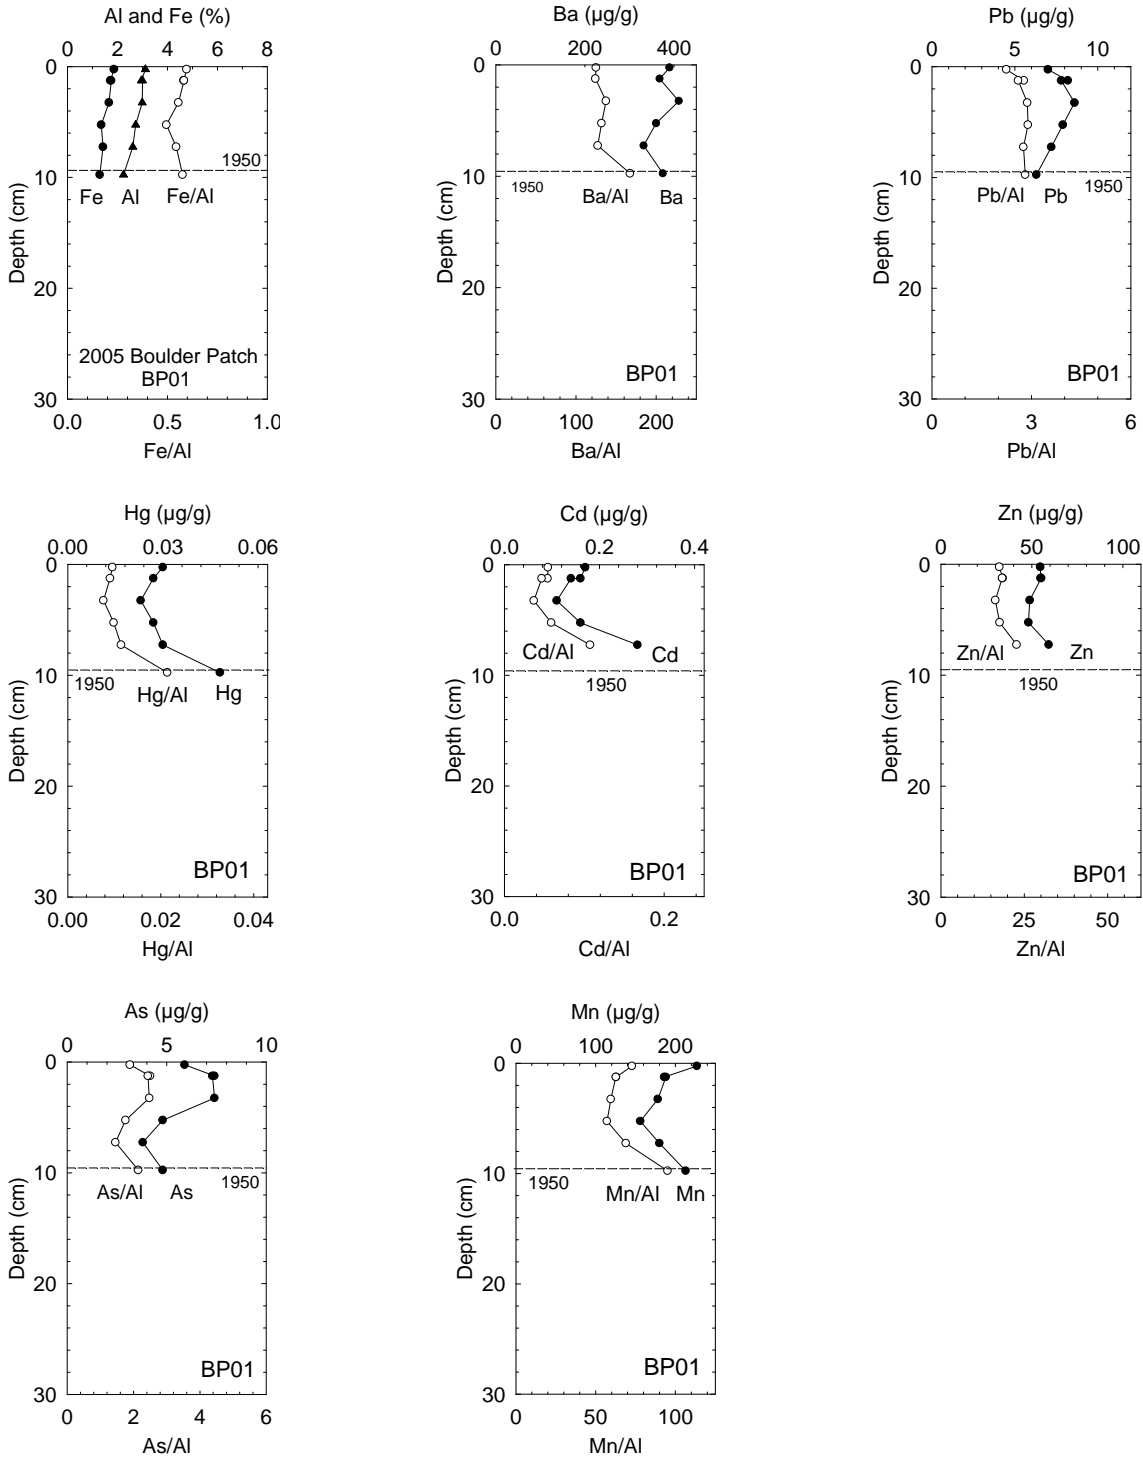 Al and Fe (%)
0 2 4 6 8
0
10
20
30
Depth (cm)
1950
Fe Al Fe/Al
2005 Boulder Patch
BP01
0.0 0.5 1.0
Fe/Al
Ba (µg/g)
0 200 400
0
10
20
30
Depth (cm)
1950
Ba/Al Ba
BP01
0 100 200
Ba/Al
Pb (µg/g)
0 5 10
0
10
20
30
Depth (cm)
1950
Pb/Al Pb
BP01
0 3 6
Pb/Al
Hg (µg/g)
0.00 0.03 0.06
0
10
20
30
Depth (cm)
1950
Hg/Al Hg
BP01
0.00 0.02 0.04
Hg/Al
Cd (µg/g)
0.0 0.2 0.4
0
10
20
30
Depth (cm)
Cd/Al Cd
1950
BP01
0.0 0.2
Cd/Al
Zn (µg/g)
0 50 100
0
10
20
30
Depth (cm)
Zn/Al Zn
1950
BP01
0 25 50
Zn/Al
As (µg/g)
0 5 10
0
10
20
30
Depth (cm)
1950
As/Al As
BP01
0 2 4 6
As/Al
Mn (µg/g)
0 100 200
0
10
20
30
Depth (cm)
1950
Mn/Al Mn
BP01
0 50 100
Mn/Al